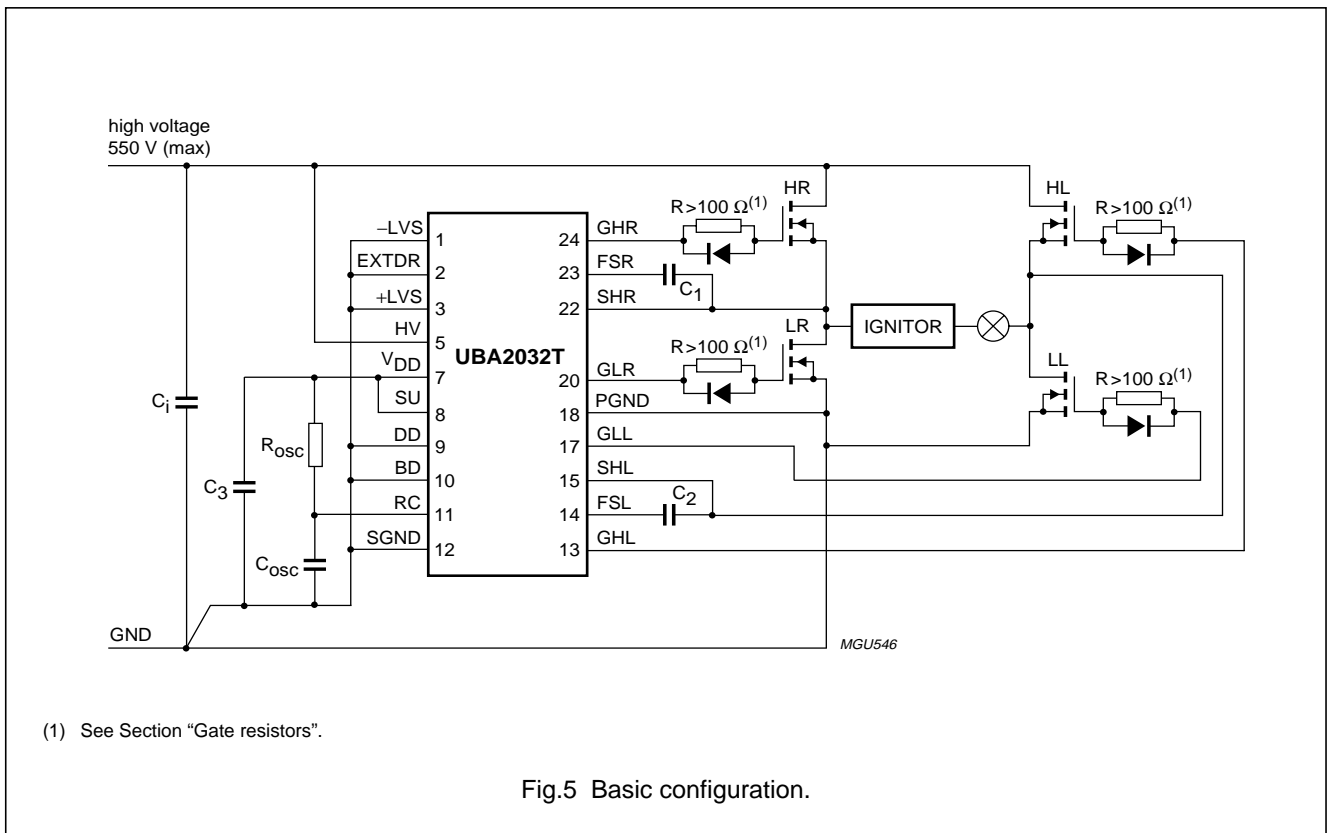 high voltage
550 V (max)
HR
HL
R>100 Ω(1)
R>100 Ω(1)
−LVS
1
24
GHR
EXTDR
2
23
FSR
C1
+LVS
3
22
SHR
HV
5
UBA2032T
LR
IGNITOR
R>100 Ω(1)
LL
R>100 Ω(1)
VDD
7
20
GLR
SU
8
18
PGND
Ci
Rosc
DD
9
17
GLL
BD
10
15
SHL
C3
RC
11
14
FSL
C2
SGND
12
13
GHL
Cosc
GND
MGU546
(1) See Section “Gate resistors”.
Fig.5 Basic configuration.